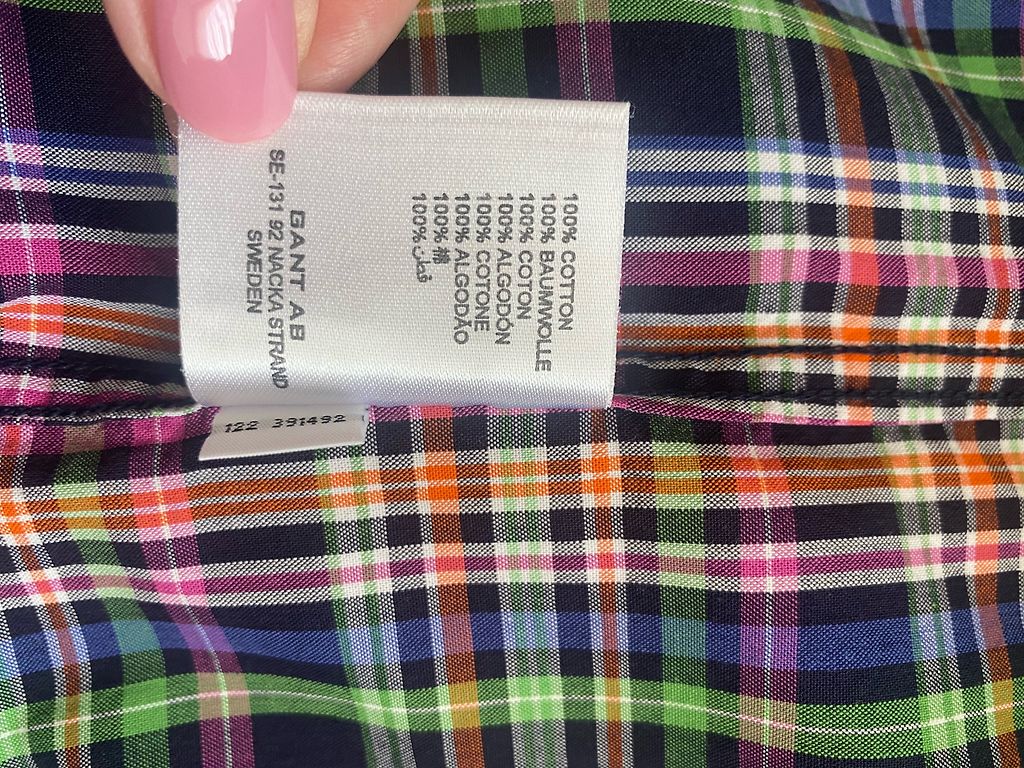 100% COTTON
100% BAUMWOLLE
100% COTON
100% ALGODÓN
100% COTONE
100% ALGODÃO
100% 棉
100% قطن
GANT AB
SE-131 92 NACKA STRAND
SWEDEN
122 391492